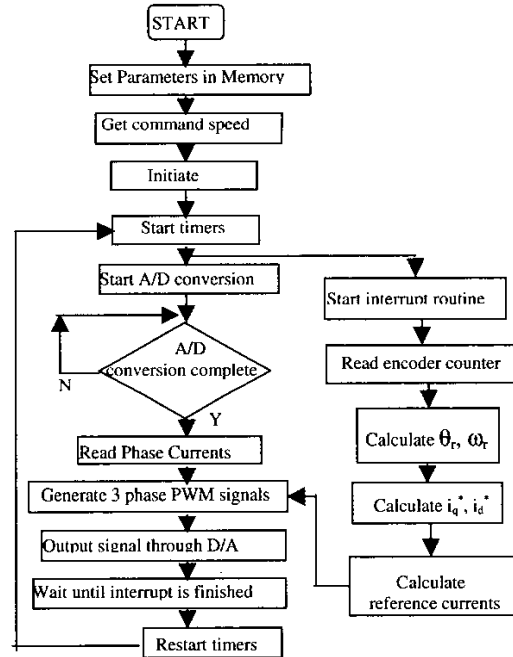 START
Set Parameters in Memory
Get command speed
Initiate
Start timers
Start A/D conversion
A/D
conversion complete
N
Y
Read Phase Currents
Generate 3 phase PWM signals
Output signal through D/A
Wait until interrupt is finished
Restart timers
Start interrupt routine
Read encoder counter
Calculate θr, ωr
Calculate iq*, id*
Calculate
reference currents